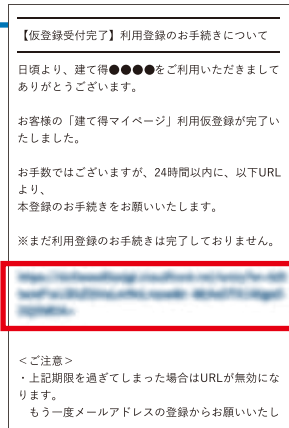 【仮登録受付完了】利用登録のお手続きについて
日頃より、建て得●●●●をご利用いただきまして
ありがとうございます。
お客様の「建て得マイページ」利用仮登録が完了い
たしました。
お手数ではございますが、24時間以内に、以下URL
より、
本登録のお手続きをお願いいたします。
※まだ利用登録のお手続きは完了しておりません。
＜ご注意＞
・上記期限を過ぎてしまった場合はURLが無効にな
ります。
もう一度メールアドレスの登録からお願いいたし